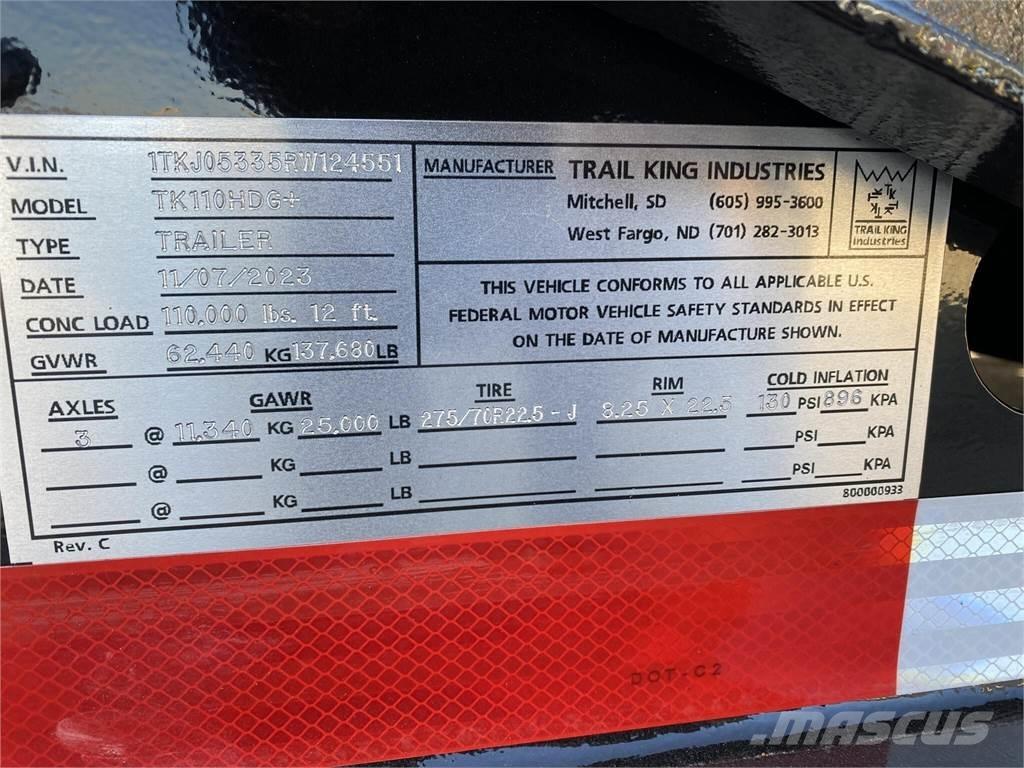 V.I.N. 1TKJ05335RW124551
MODEL TK110HDG+
TYPE TRAILER
DATE 11/07/2023
CONC LOAD 110,000 lbs. 12 ft.
GVWR 62,440 KG 137,680 LB
MANUFACTURER TRAIL KING INDUSTRIES
Mitchell, SD (605) 995-3600
West Fargo, ND (701) 282-3013
TK TK TK
TRAIL KING
industries
THIS VEHICLE CONFORMS TO ALL APPLICABLE U.S.
FEDERAL MOTOR VEHICLE SAFETY STANDARDS IN EFFECT
ON THE DATE OF MANUFACTURE SHOWN.
AXLES GAWR TIRE RIM COLD INFLATION
3 @ 11,340 KG 25,000 LB 275/70R22.5-J 8.25 X 22.5 130 PSI 896 KPA
@ KG LB PSI KPA
@ KG LB PSI KPA
800000933
Rev. C
DOT-C2
MASCUS